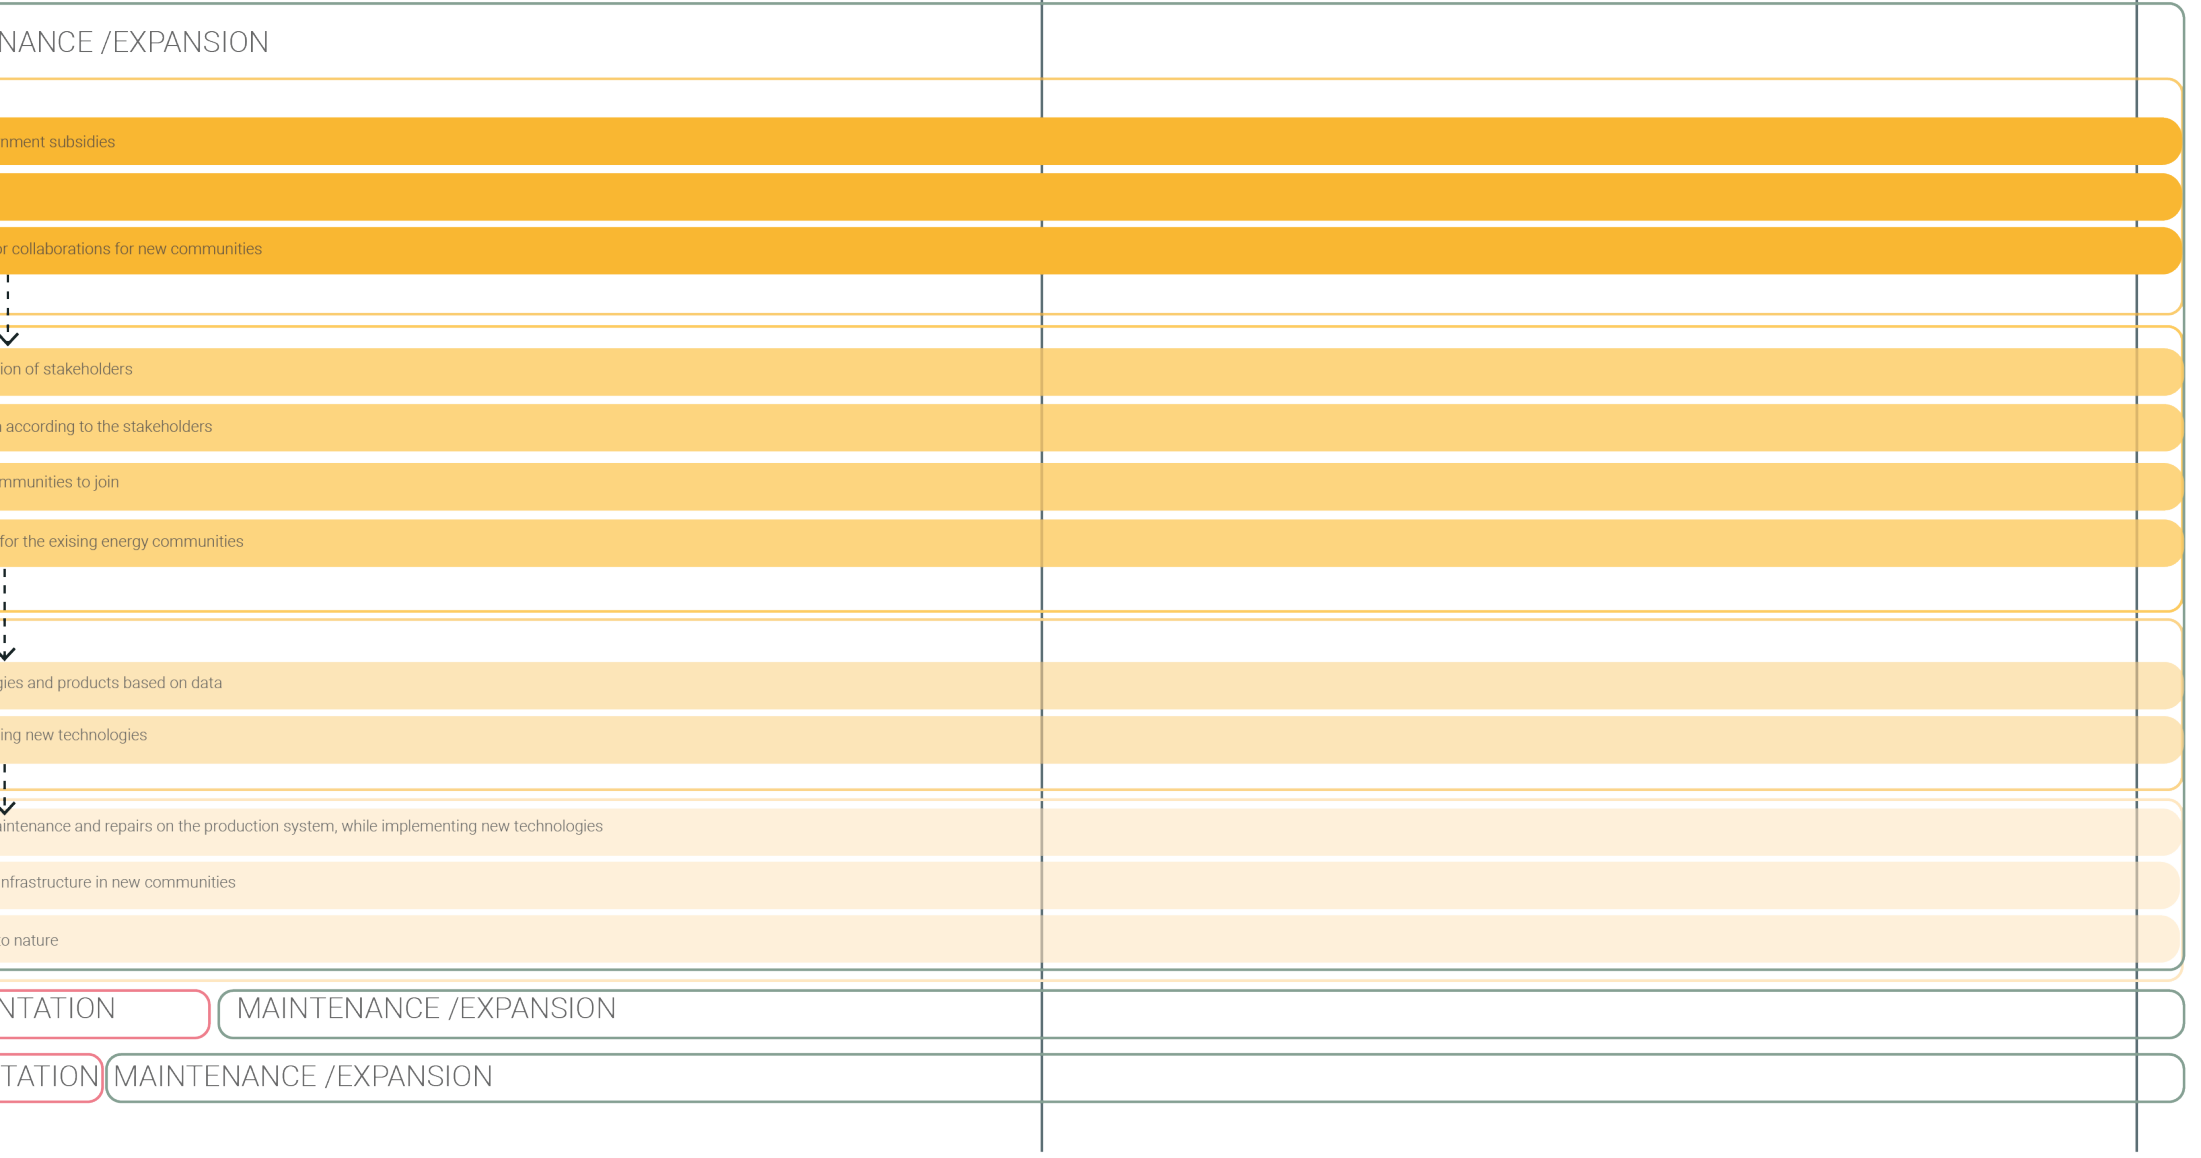 NANCE /EXPANSION
nment subsidies
or collaborations for new communities
ion of stakeholders
according to the stakeholders
mmunities to join
for the exising energy communities
gies and products based on data
ing new technologies
intenance and repairs on the production system, while implementing new technologies
nfrastructure in new communities
to nature
NTATION
MAINTENANCE /EXPANSION
TATION
MAINTENANCE /EXPANSION